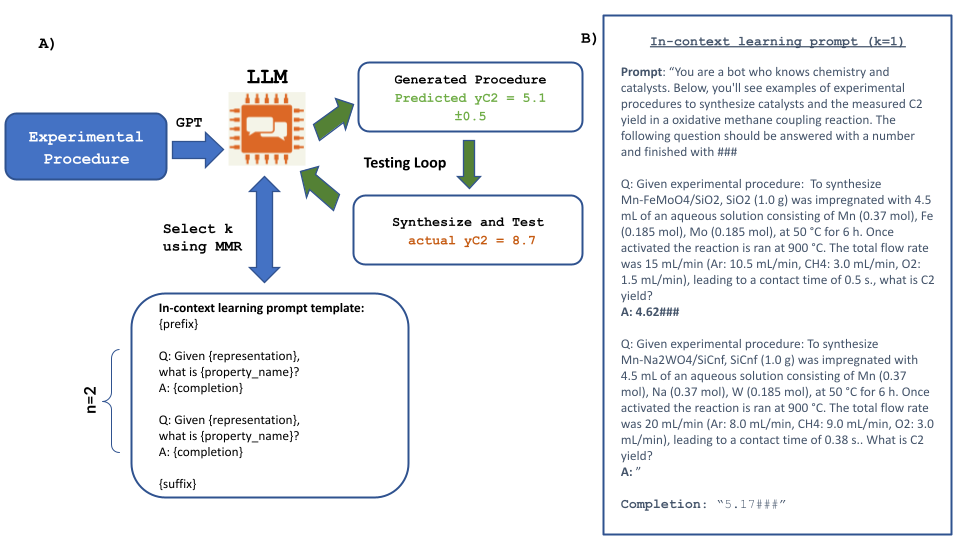 A)
LLM
Experimental
Procedure
GPT
Generated Procedure
Predicted yC2 = 5.1
±0.5
Testing Loop
Synthesize and Test
actual yC2 = 8.7
Select k
using MMR
In-context learning prompt template:
{prefix}
Q: Given {representation},
what is {property_name}?
A: {completion}
Q: Given {representation},
what is {property_name}?
A: {completion}
{suffix}
n=2
B)
In-context learning prompt (k=1)
Prompt: “You are a bot who knows chemistry and
catalysts. Below, you'll see examples of experimental
procedures to synthesize catalysts and the measured C2
yield in a oxidative methane coupling reaction. The
following question should be answered with a number
and finished with ###
Q: Given experimental procedure: To synthesize
Mn-FeMoO4/SiO2, SiO2 (1.0 g) was impregnated with 4.5
mL of an aqueous solution consisting of Mn (0.37 mol), Fe
(0.185 mol), Mo (0.185 mol), at 50 °C for 6 h. Once
activated the reaction is ran at 900 °C. The total flow rate
was 15 mL/min (Ar: 10.5 mL/min, CH4: 3.0 mL/min, O2:
1.5 mL/min), leading to a contact time of 0.5 s., what is C2
yield?
A: 4.62###
Q: Given experimental procedure: To synthesize
Mn-Na2WO4/SiCnf, SiCnf (1.0 g) was impregnated with
4.5 mL of an aqueous solution consisting of Mn (0.37
mol), Na (0.37 mol), W (0.185 mol), at 50 °C for 6 h. Once
activated the reaction is ran at 900 °C. The total flow rate
was 20 mL/min (Ar: 8.0 mL/min, CH4: 9.0 mL/min, O2: 3.0
mL/min), leading to a contact time of 0.38 s.. What is C2
yield?
A: ”
Completion: “5.17###”